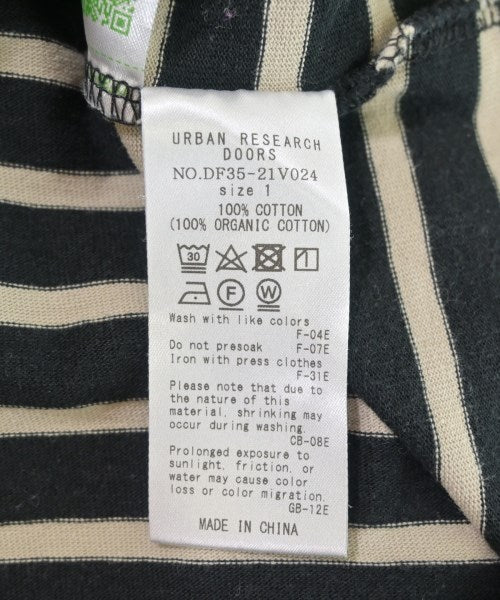 URBAN RESEARCH
DOORS
NO.DF35-21V024
size 1
100% COTTON
(100% ORGANIC COTTON)
30
F W
Wash with like colors
F-04E
Do not presoak F-07E
Iron with press clothes
F-31E
Please note that due to
the nature of this
material, shrinking may
occur during washing.
CB-08E
Prolonged exposure to
sunlight, friction, or
water may cause color
loss or color migration.
GB-12E
MADE IN CHINA